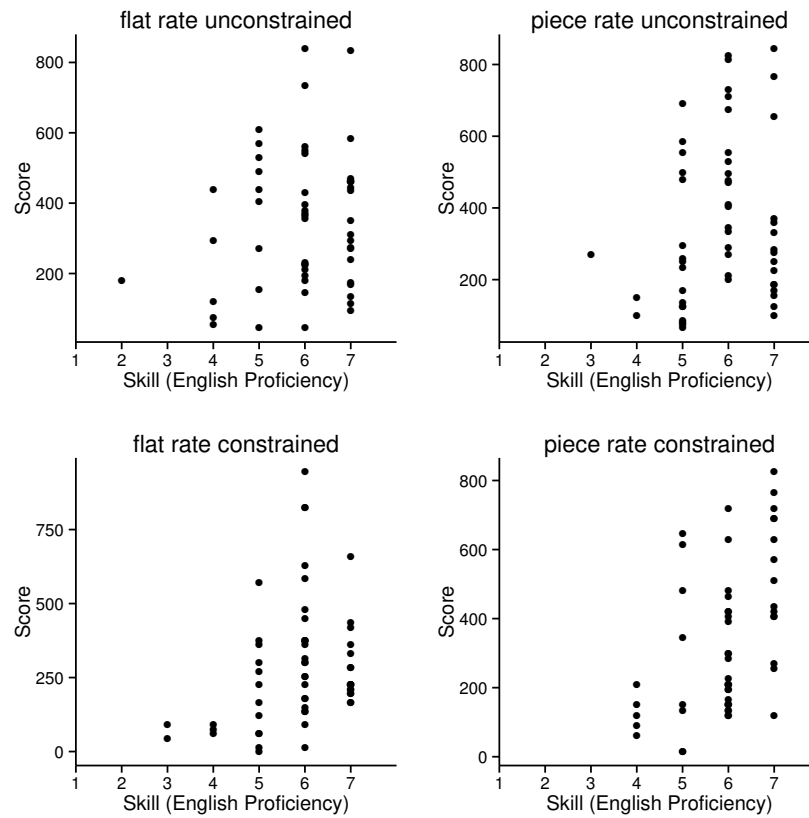 flat rate unconstrained
Score
800
600
400
200
1 2 3 4 5 6 7
Skill (English Proficiency)
piece rate unconstrained
Score
800
600
400
200
1 2 3 4 5 6 7
Skill (English Proficiency)
flat rate constrained
Score
750
500
250
0
1 2 3 4 5 6 7
Skill (English Proficiency)
piece rate constrained
Score
800
600
400
200
0
1 2 3 4 5 6 7
Skill (English Proficiency)